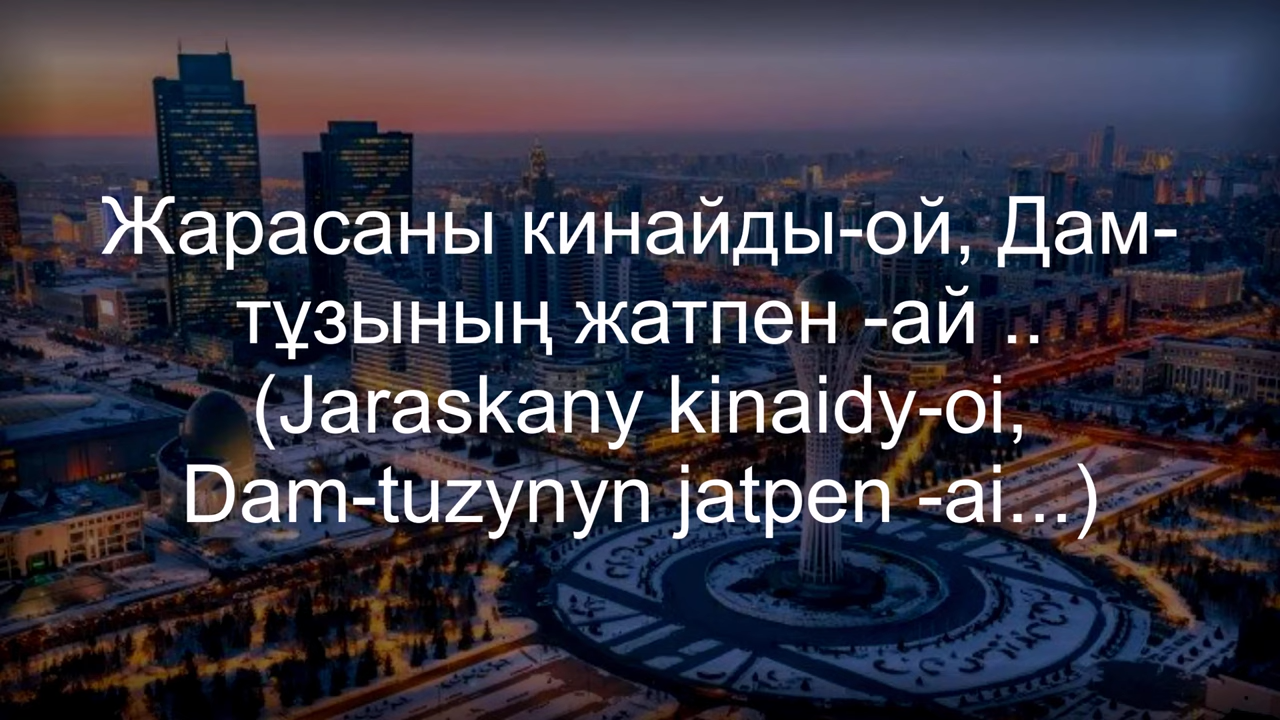 Жарасаны кинайды-ой, Дам-
тұзының жатпен -ай ..
(Jaraskany kinaidy-oi,
Dam-tuzynyn jatpen -ai...)